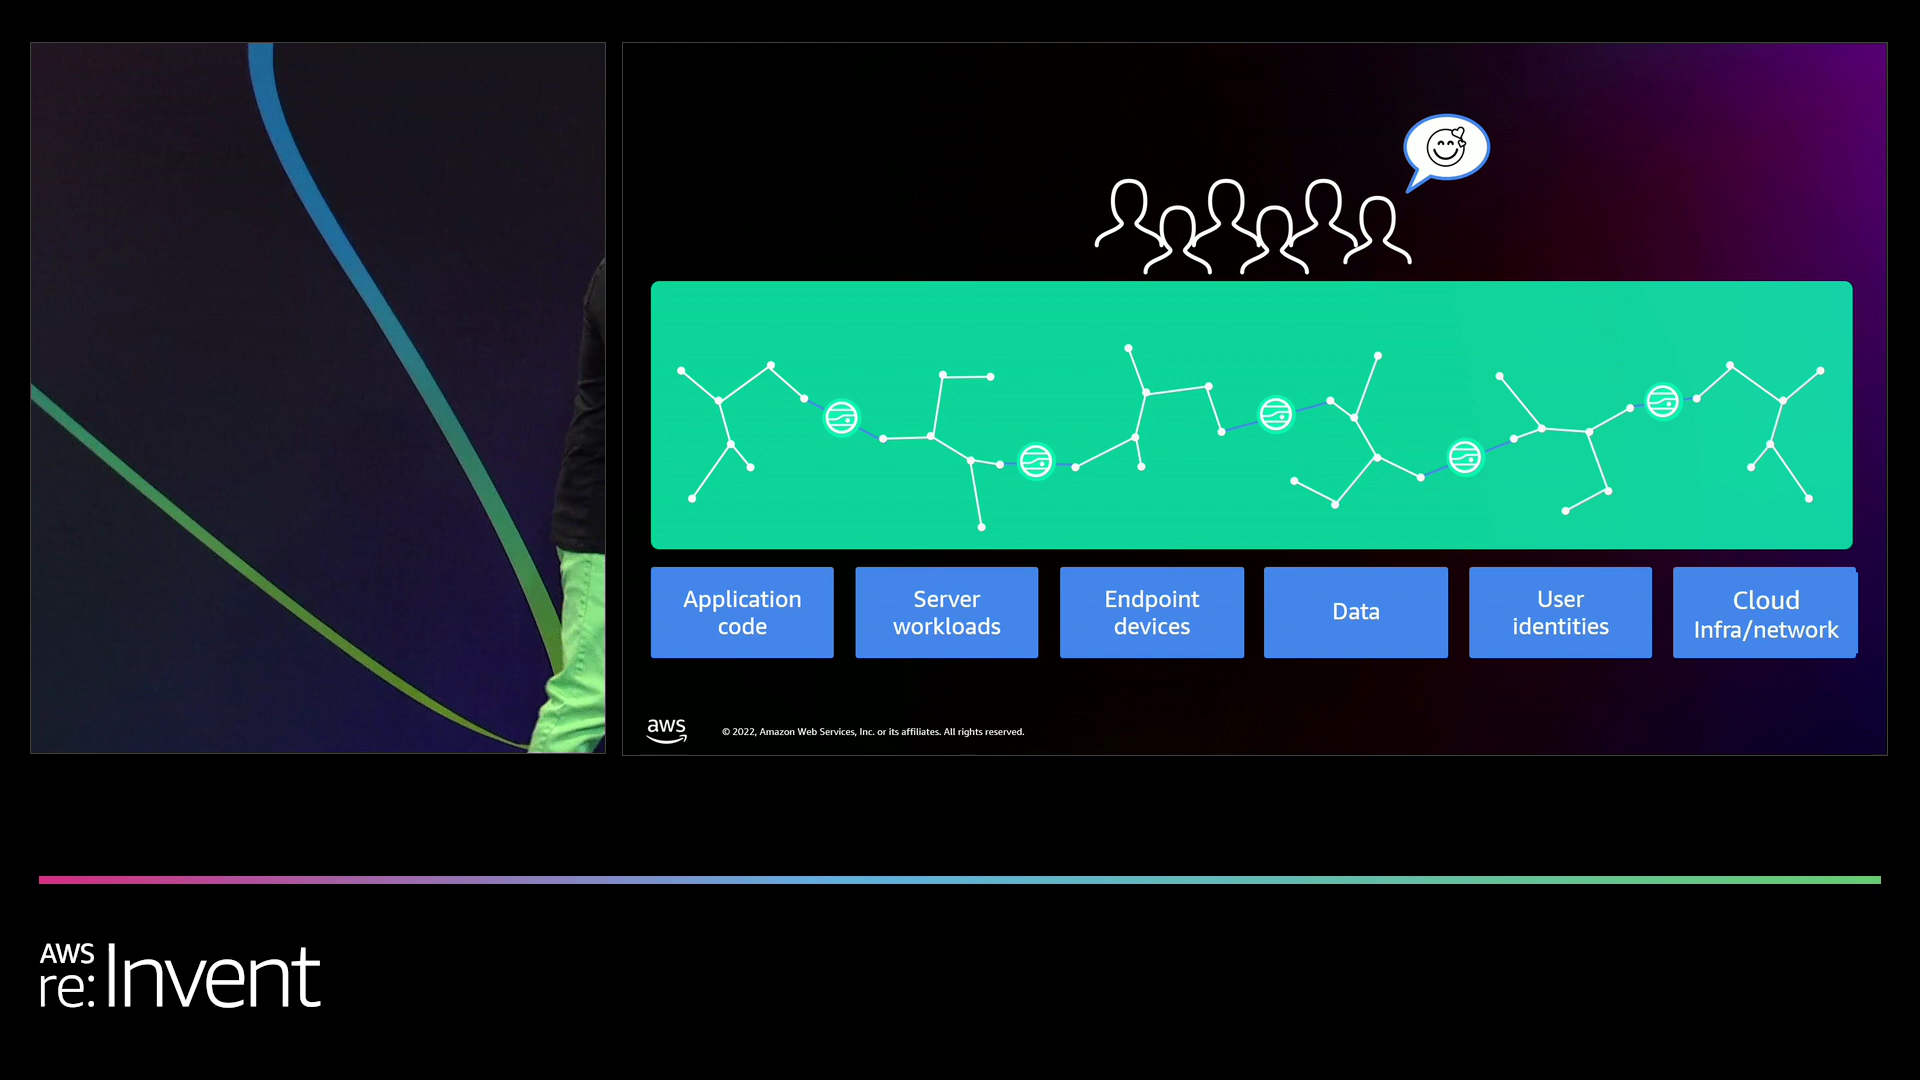 Application
code
Server
workloads
Endpoint
devices
Data
User
identities
Cloud
Infra/network
aws
© 2022, Amazon Web Services, Inc. or its affiliates. All rights reserved.
AWS
re:Invent